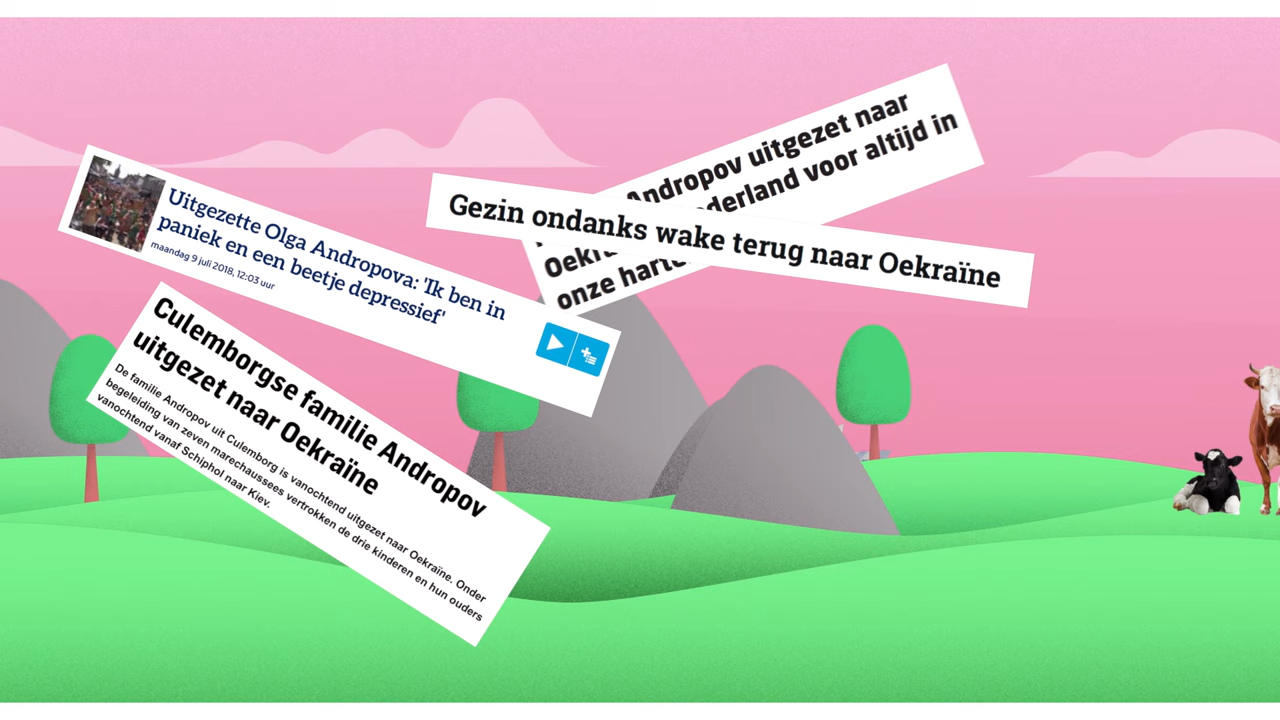 Andropov uitgezet naar
voor altijd in
onze
Gezin ondanks wake terug naar Oekraïne
Uitgezette Olga Andropova: 'Ik ben in
paniek en een beetje depressief'
maandag 9 juli 2018, 12:03 uur
Culemborgse familie Andropov
uitgezet naar Oekraïne
De familie Andropov uit Culemborg is vanochtend uitgezet naar Oekraïne. Onder
begeleiding van zeven marechaussees vertrokken de drie kinderen en hun ouders
vanochtend vanaf Schiphol naar Kiev.